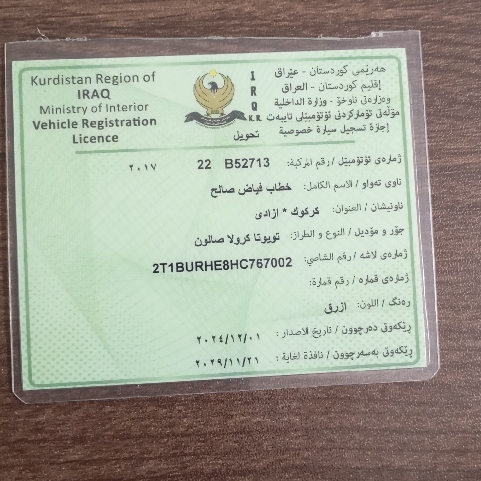 Kurdistan Region of
IRAQ
Ministry of Interior
Vehicle Registration
Licence
I
R
Q
K.R.
هەرێمی کوردستان - عێراق
إقليم كوردستان - العراق
وەزارەتی ناوخۆ - وزارة الداخلية
مۆڵەتی تۆمارکردنی ئۆتۆمبێلی تایبەت
إجازة تسجيل سيارة خصوصية
تحويل
ژمارەی ئۆتۆمبێل / رقم المركبة: 22 B52713 ٢٠١٧
ناوی تەواو / الاسم الكامل: خطاب فياض صالح
ناونیشان / العنوان: كركوك * ازادى
جۆر و مۆدێل / النوع و الطراز: تويوتا كرولا صالون
ژمارەی لاشە / رقم الشاصي: 2T1BURHE8HC767002
ژمارەی قمارە / رقم قمارة:
ڕەنگ / اللون: ازرق
ڕێکەوتی دەرچوون / تاريخ الاصدار: ٢٠٢٤/١٢/٠١
ڕێکەوتی بەسەرچوون / نافذة لغاية: ٢٠٢٩/١١/٢١